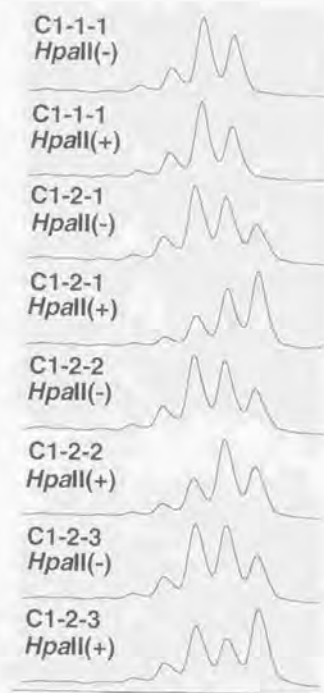 C1-1-1
HpaII(-)
C1-1-1
HpaII(+)
C1-2-1
HpaII(-)
C1-2-1
HpaII(+)
C1-2-2
HpaII(-)
C1-2-2
HpaII(+)
C1-2-3
HpaII(-)
C1-2-3
HpaII(+)